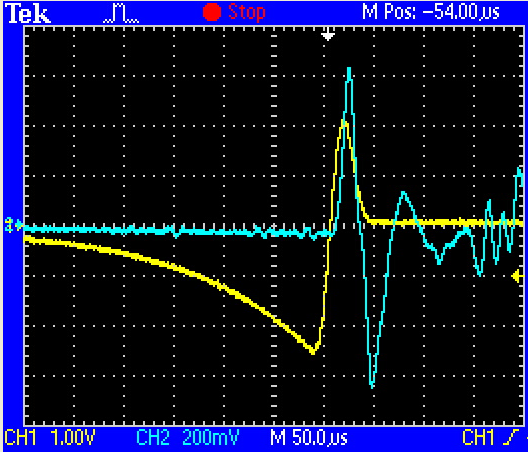 Tek Stop M Pos: -54.00µs
CH1 1.00V CH2 200mV M 50.0µs CH1